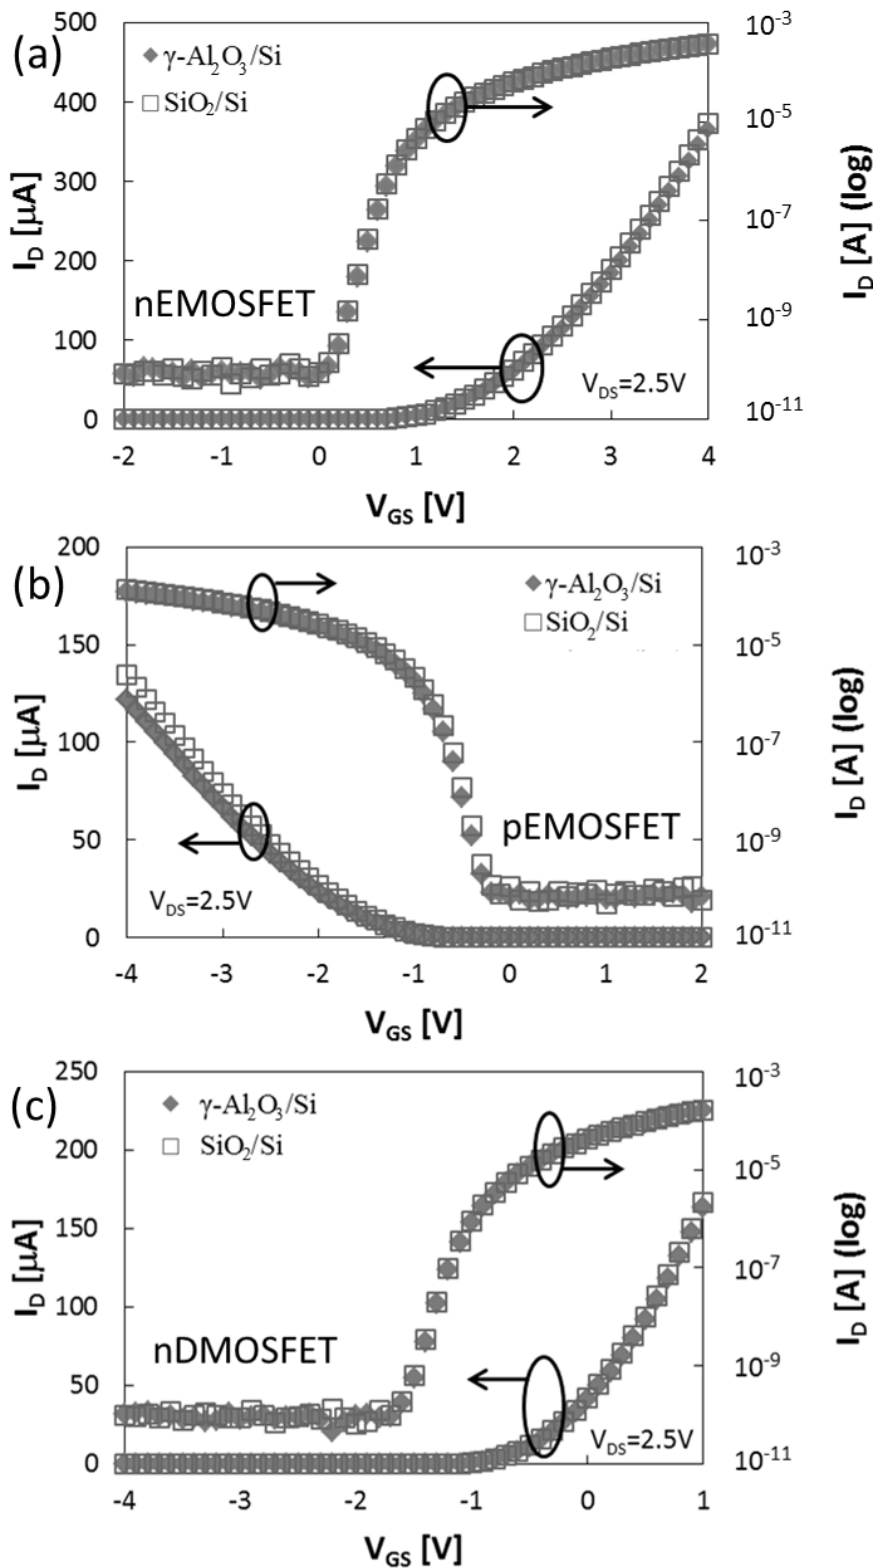 (a)
500
400
300
200
100
0
I_D [μA]
γ-Al₂O₃/Si
SiO₂/Si
nEMOSFET
V_DS=2.5V
10⁻³
10⁻⁵
10⁻⁷
10⁻⁹
10⁻¹¹
I_D [A] (log)
-2 -1 0 1 2 3 4
V_GS [V]
(b)
200
150
100
50
0
I_D [μA]
γ-Al₂O₃/Si
SiO₂/Si
pEMOSFET
V_DS=2.5V
10⁻³
10⁻⁵
10⁻⁷
10⁻⁹
10⁻¹¹
I_D [A] (log)
-4 -3 -2 -1 0 1 2
V_GS [V]
(c)
250
200
150
100
50
0
I_D [μA]
γ-Al₂O₃/Si
SiO₂/Si
nDMOSFET
V_DS=2.5V
10⁻³
10⁻⁵
10⁻⁷
10⁻⁹
10⁻¹¹
I_D [A] (log)
-4 -3 -2 -1 0 1
V_GS [V]